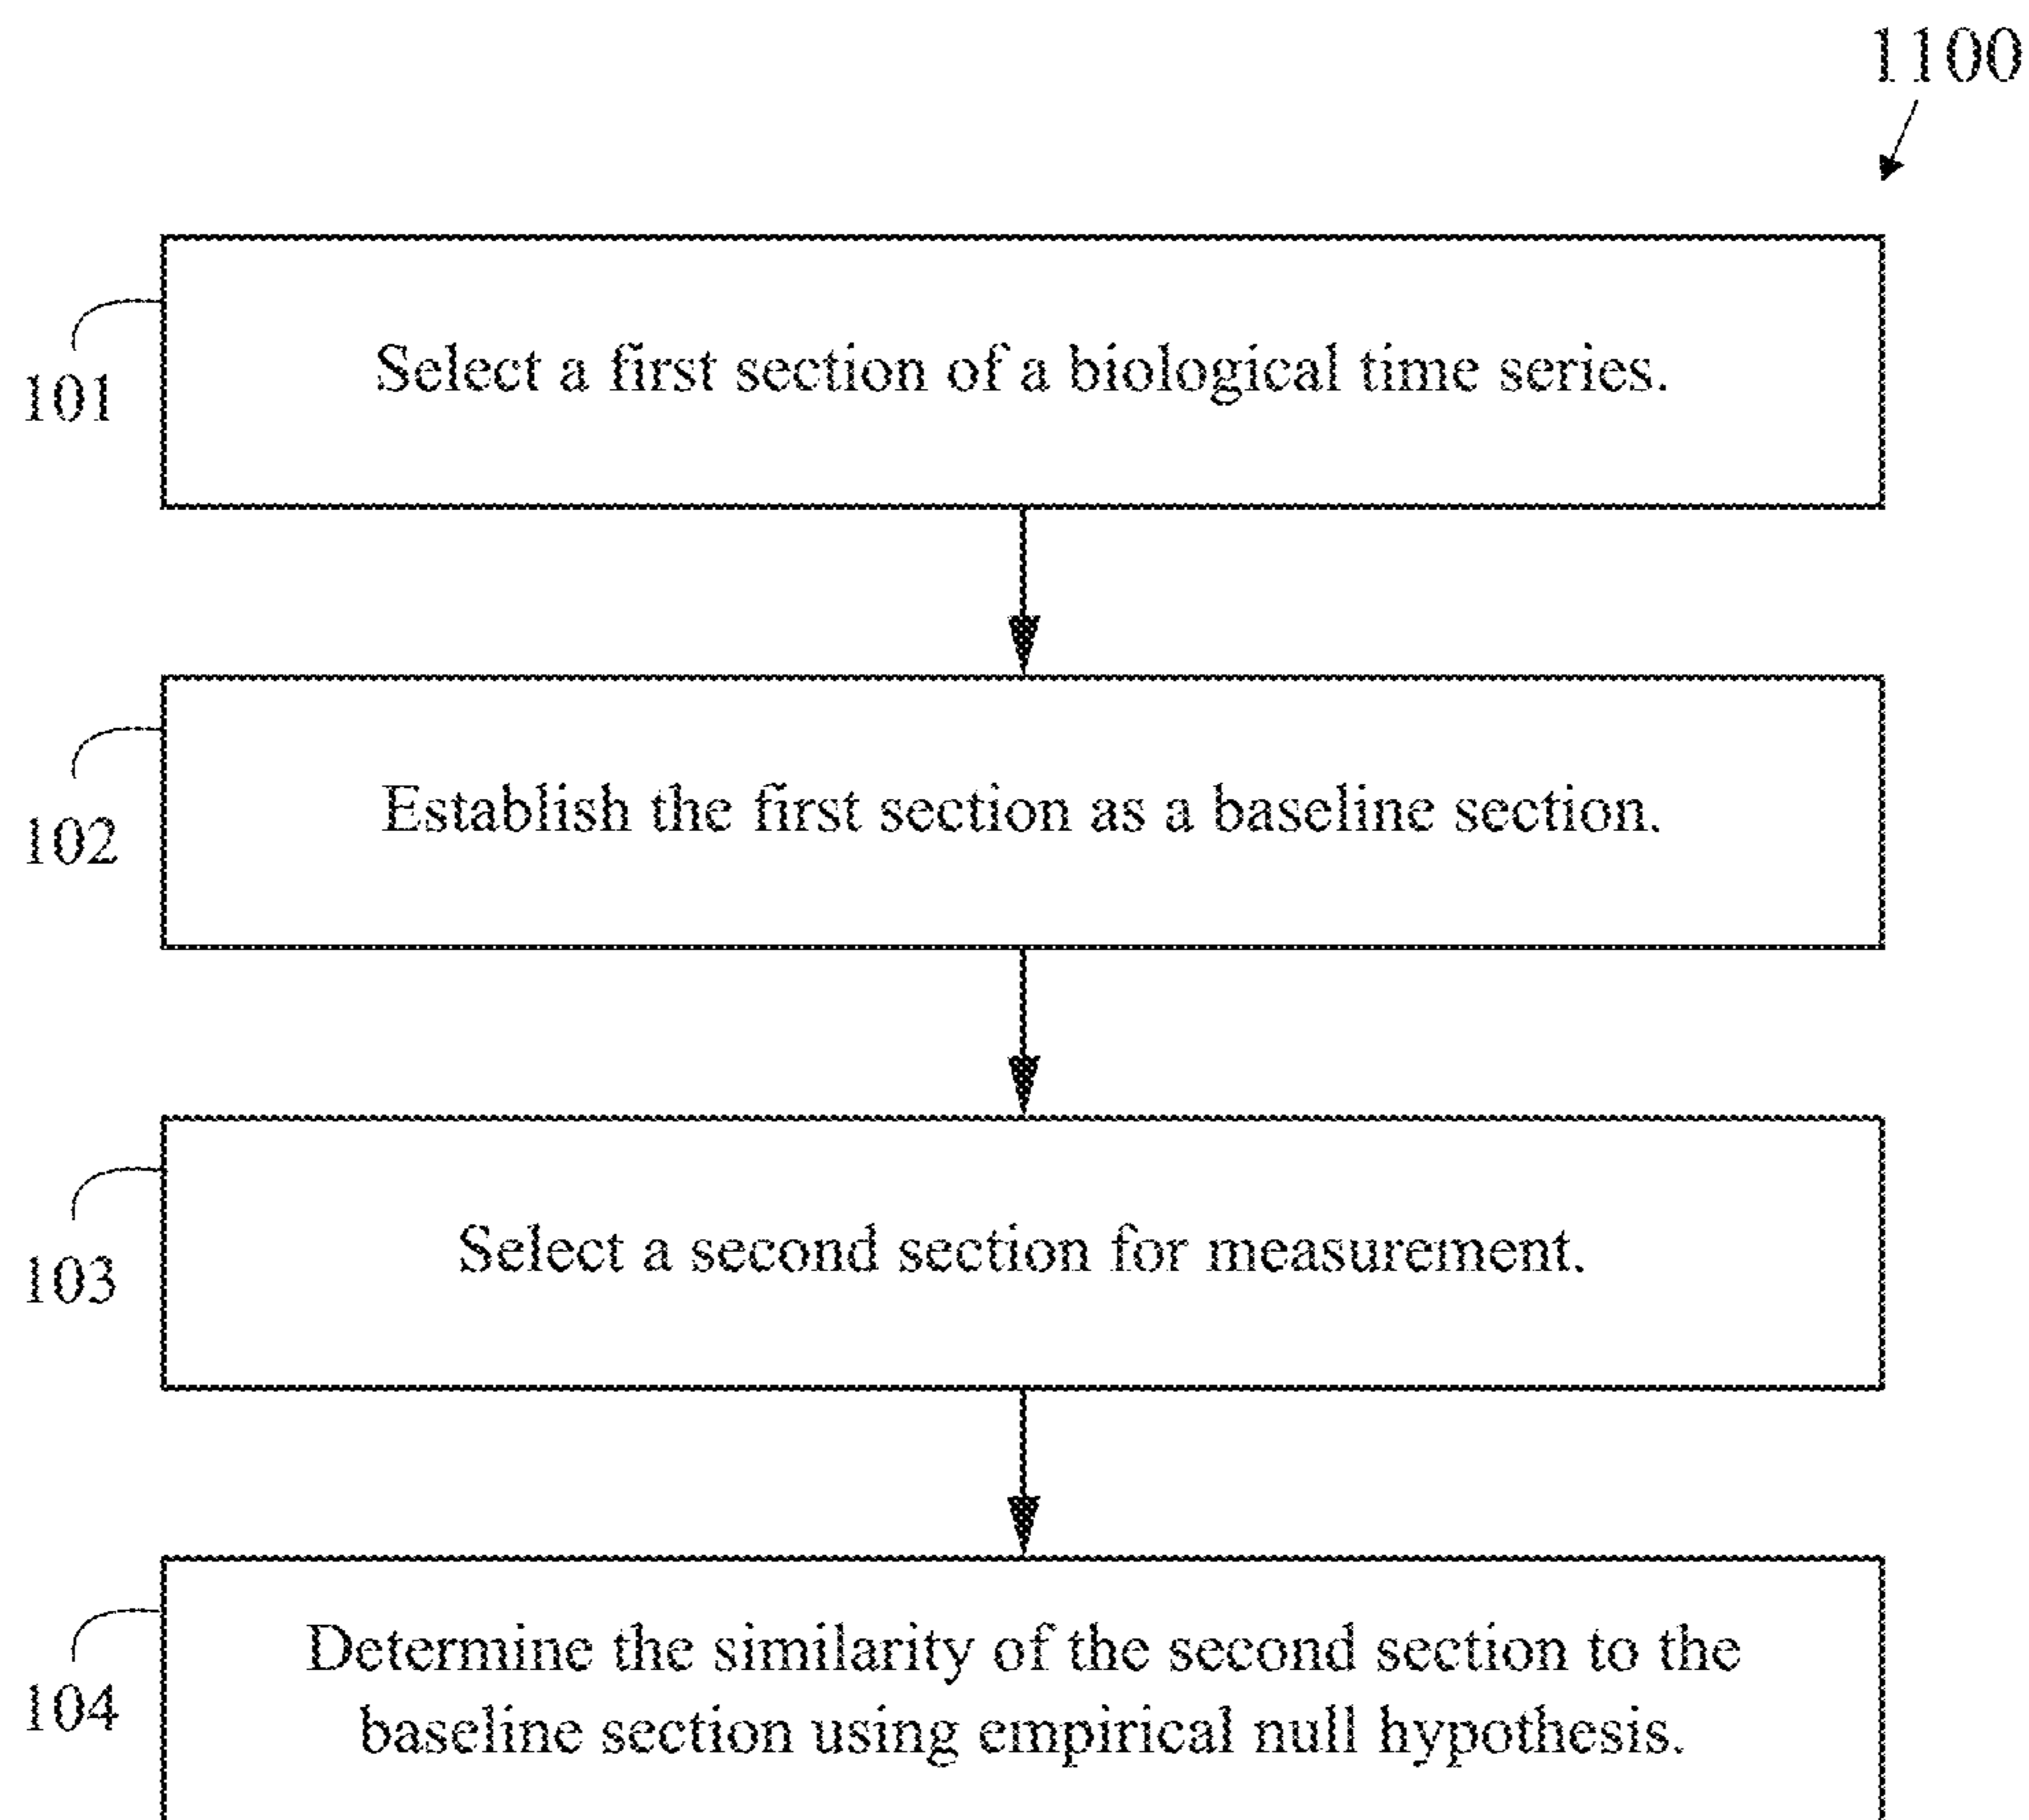 1100
Select a first section of a biological time series.
101
Establish the first section as a baseline section.
102
Select a second section for measurement.
103
Determine the similarity of the second section to the
baseline section using empirical null hypothesis.
104